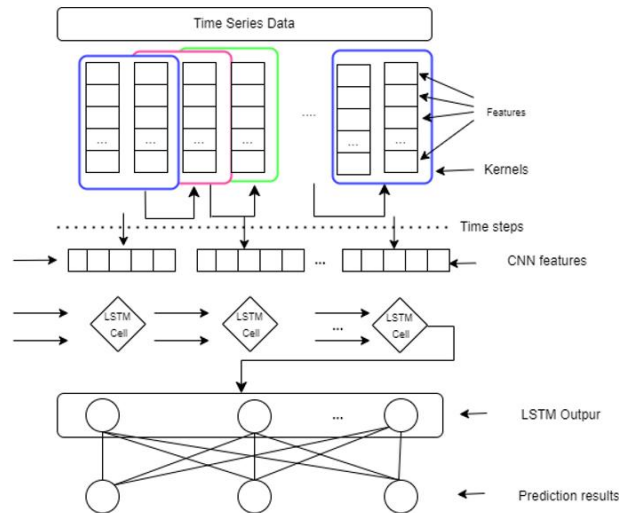 Time Series Data
... ... ... ... ... ...
....
Features
Kernels
Time steps
...
CNN features
LSTM
Cell
LSTM
Cell
...
LSTM
Cell
...
LSTM Outpur
Prediction results